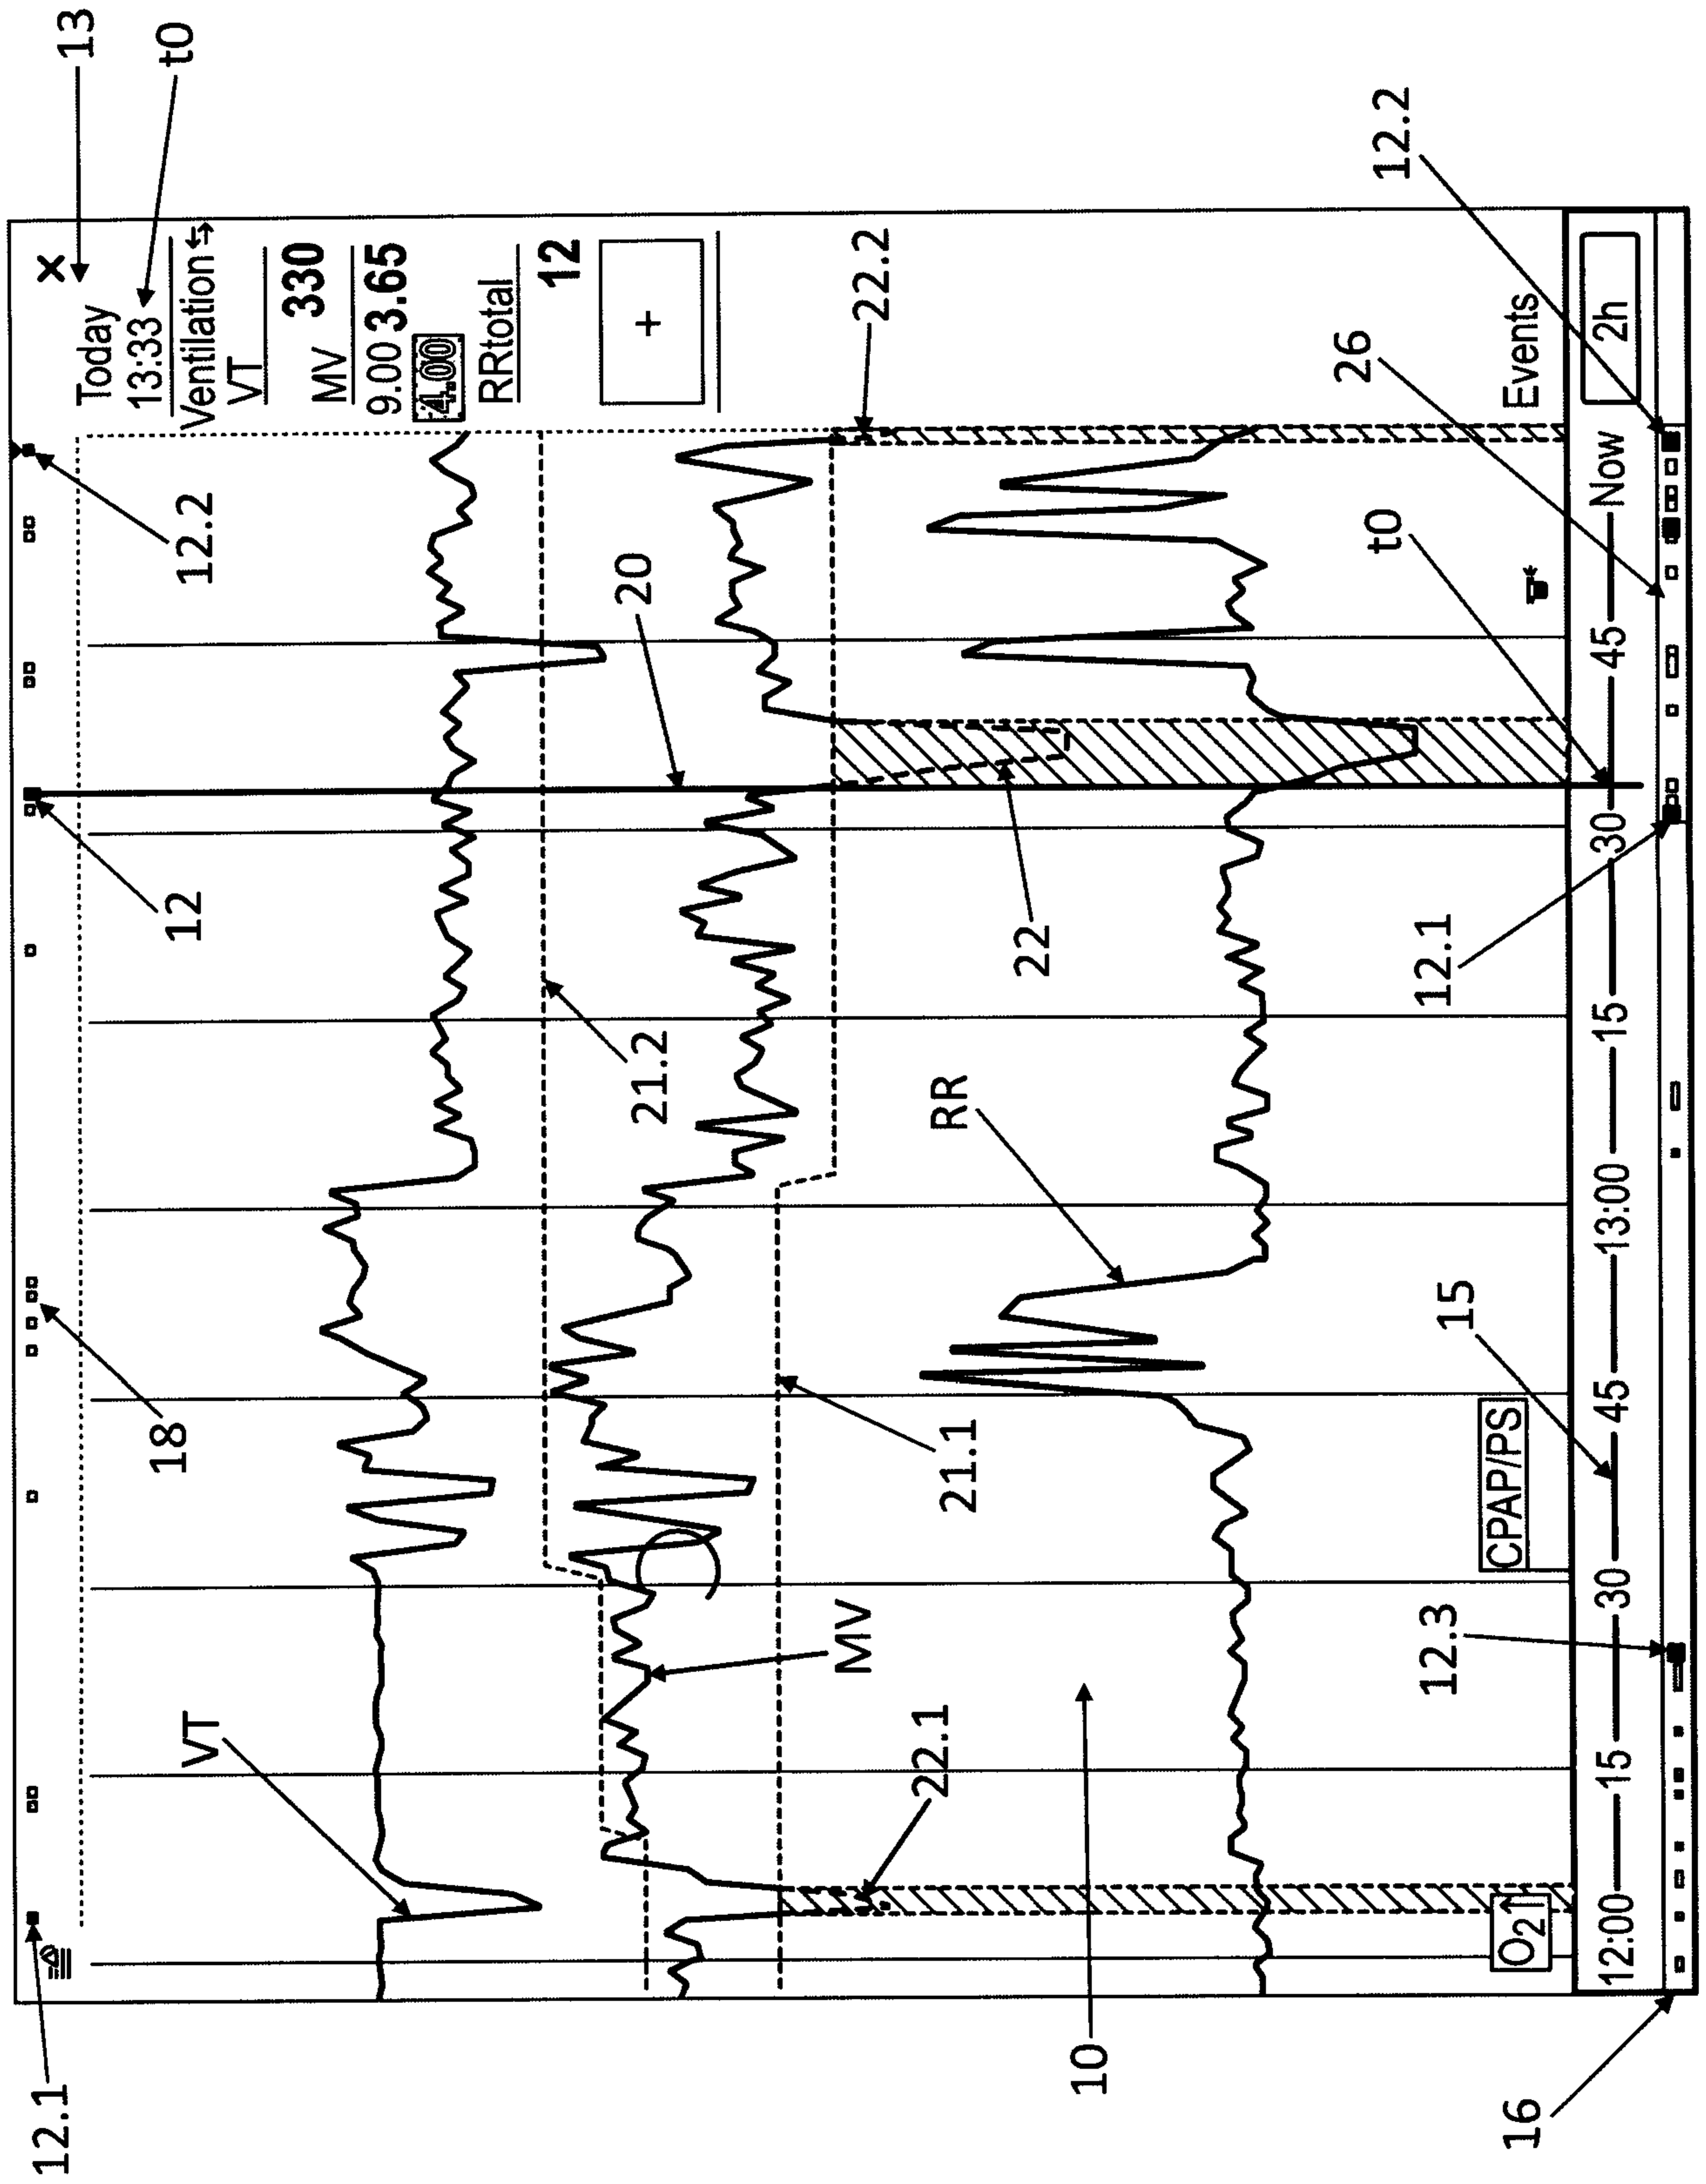 13
t0
X
Today
13:33
Ventilation
VT
330
MV
9.00 3.65
4.00
RRtotal
12
+
12.1
18
12
12.2
VT
21.2
20
22.2
MV
21.1
RR
22
22.1
10
t0
26
12.2
Events
O2↑
CPAP/PS
12:00 15 30 45 13:00 15 30 45 Now
2h
12.3
15
12.1
16